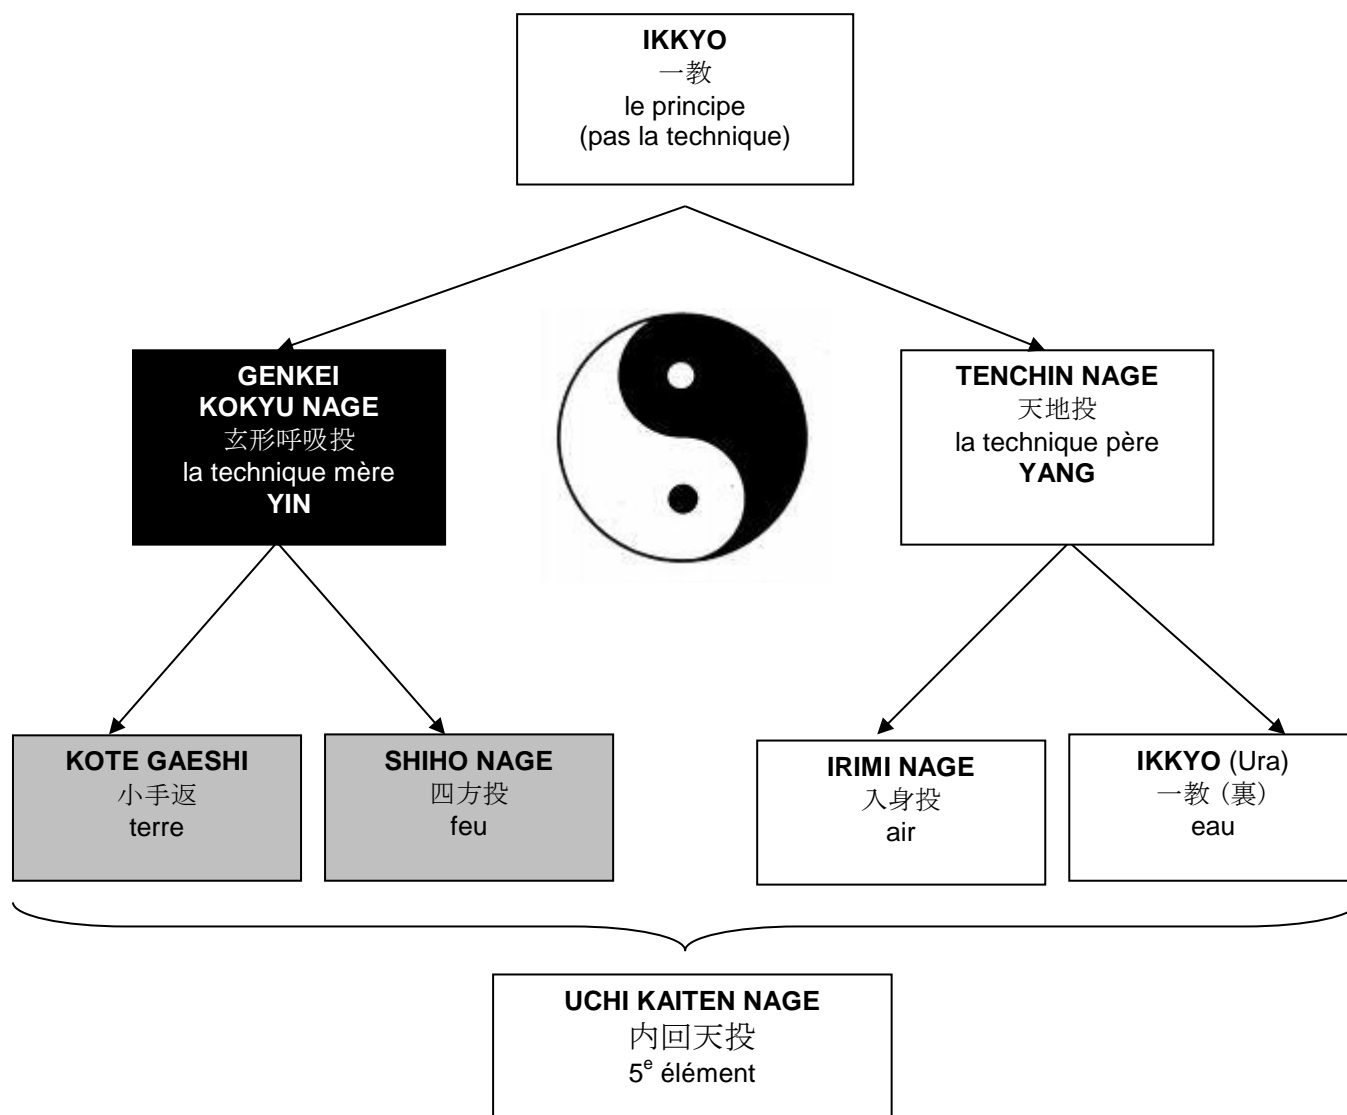 IKKYO
一教
le principe
(pas la technique)
GENKEI
KOKYU NAGE
玄形呼吸投
la technique mère
YIN
TENCHIN NAGE
天地投
la technique père
YANG
KOTE GAESHI
小手返
terre
SHIHO NAGE
四方投
feu
IRIMI NAGE
入身投
air
IKKYO (Ura)
一教（裏）
eau
UCHI KAITEN NAGE
内回天投
5e élément